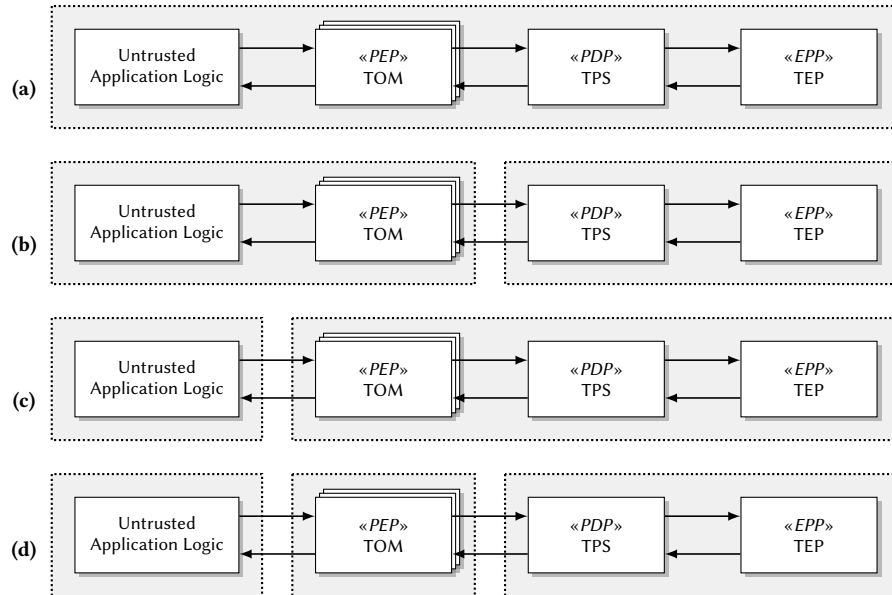 (a)
Untrusted
Application Logic
«PEP»
TOM
«PDP»
TPS
«EPP»
TEP
(b)
Untrusted
Application Logic
«PEP»
TOM
«PDP»
TPS
«EPP»
TEP
(c)
Untrusted
Application Logic
«PEP»
TOM
«PDP»
TPS
«EPP»
TEP
(d)
Untrusted
Application Logic
«PEP»
TOM
«PDP»
TPS
«EPP»
TEP